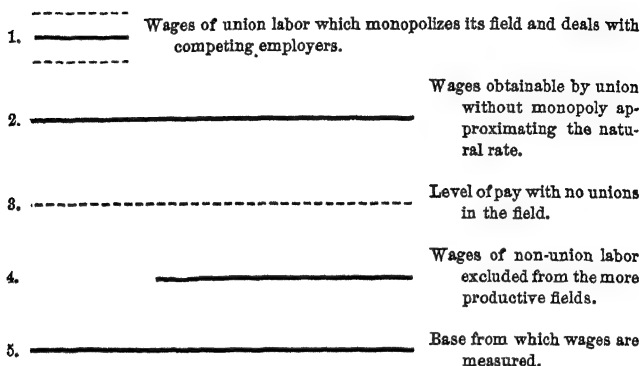 1. Wages of union labor which monopolizes its field and deals with
competing employers.
2. Wages obtainable by union
without monopoly ap-
proximating the natu-
ral rate.
3. Level of pay with no unions
in the field.
4. Wages of non-union labor
excluded from the more
productive fields.
5. Base from which wages are
measured.